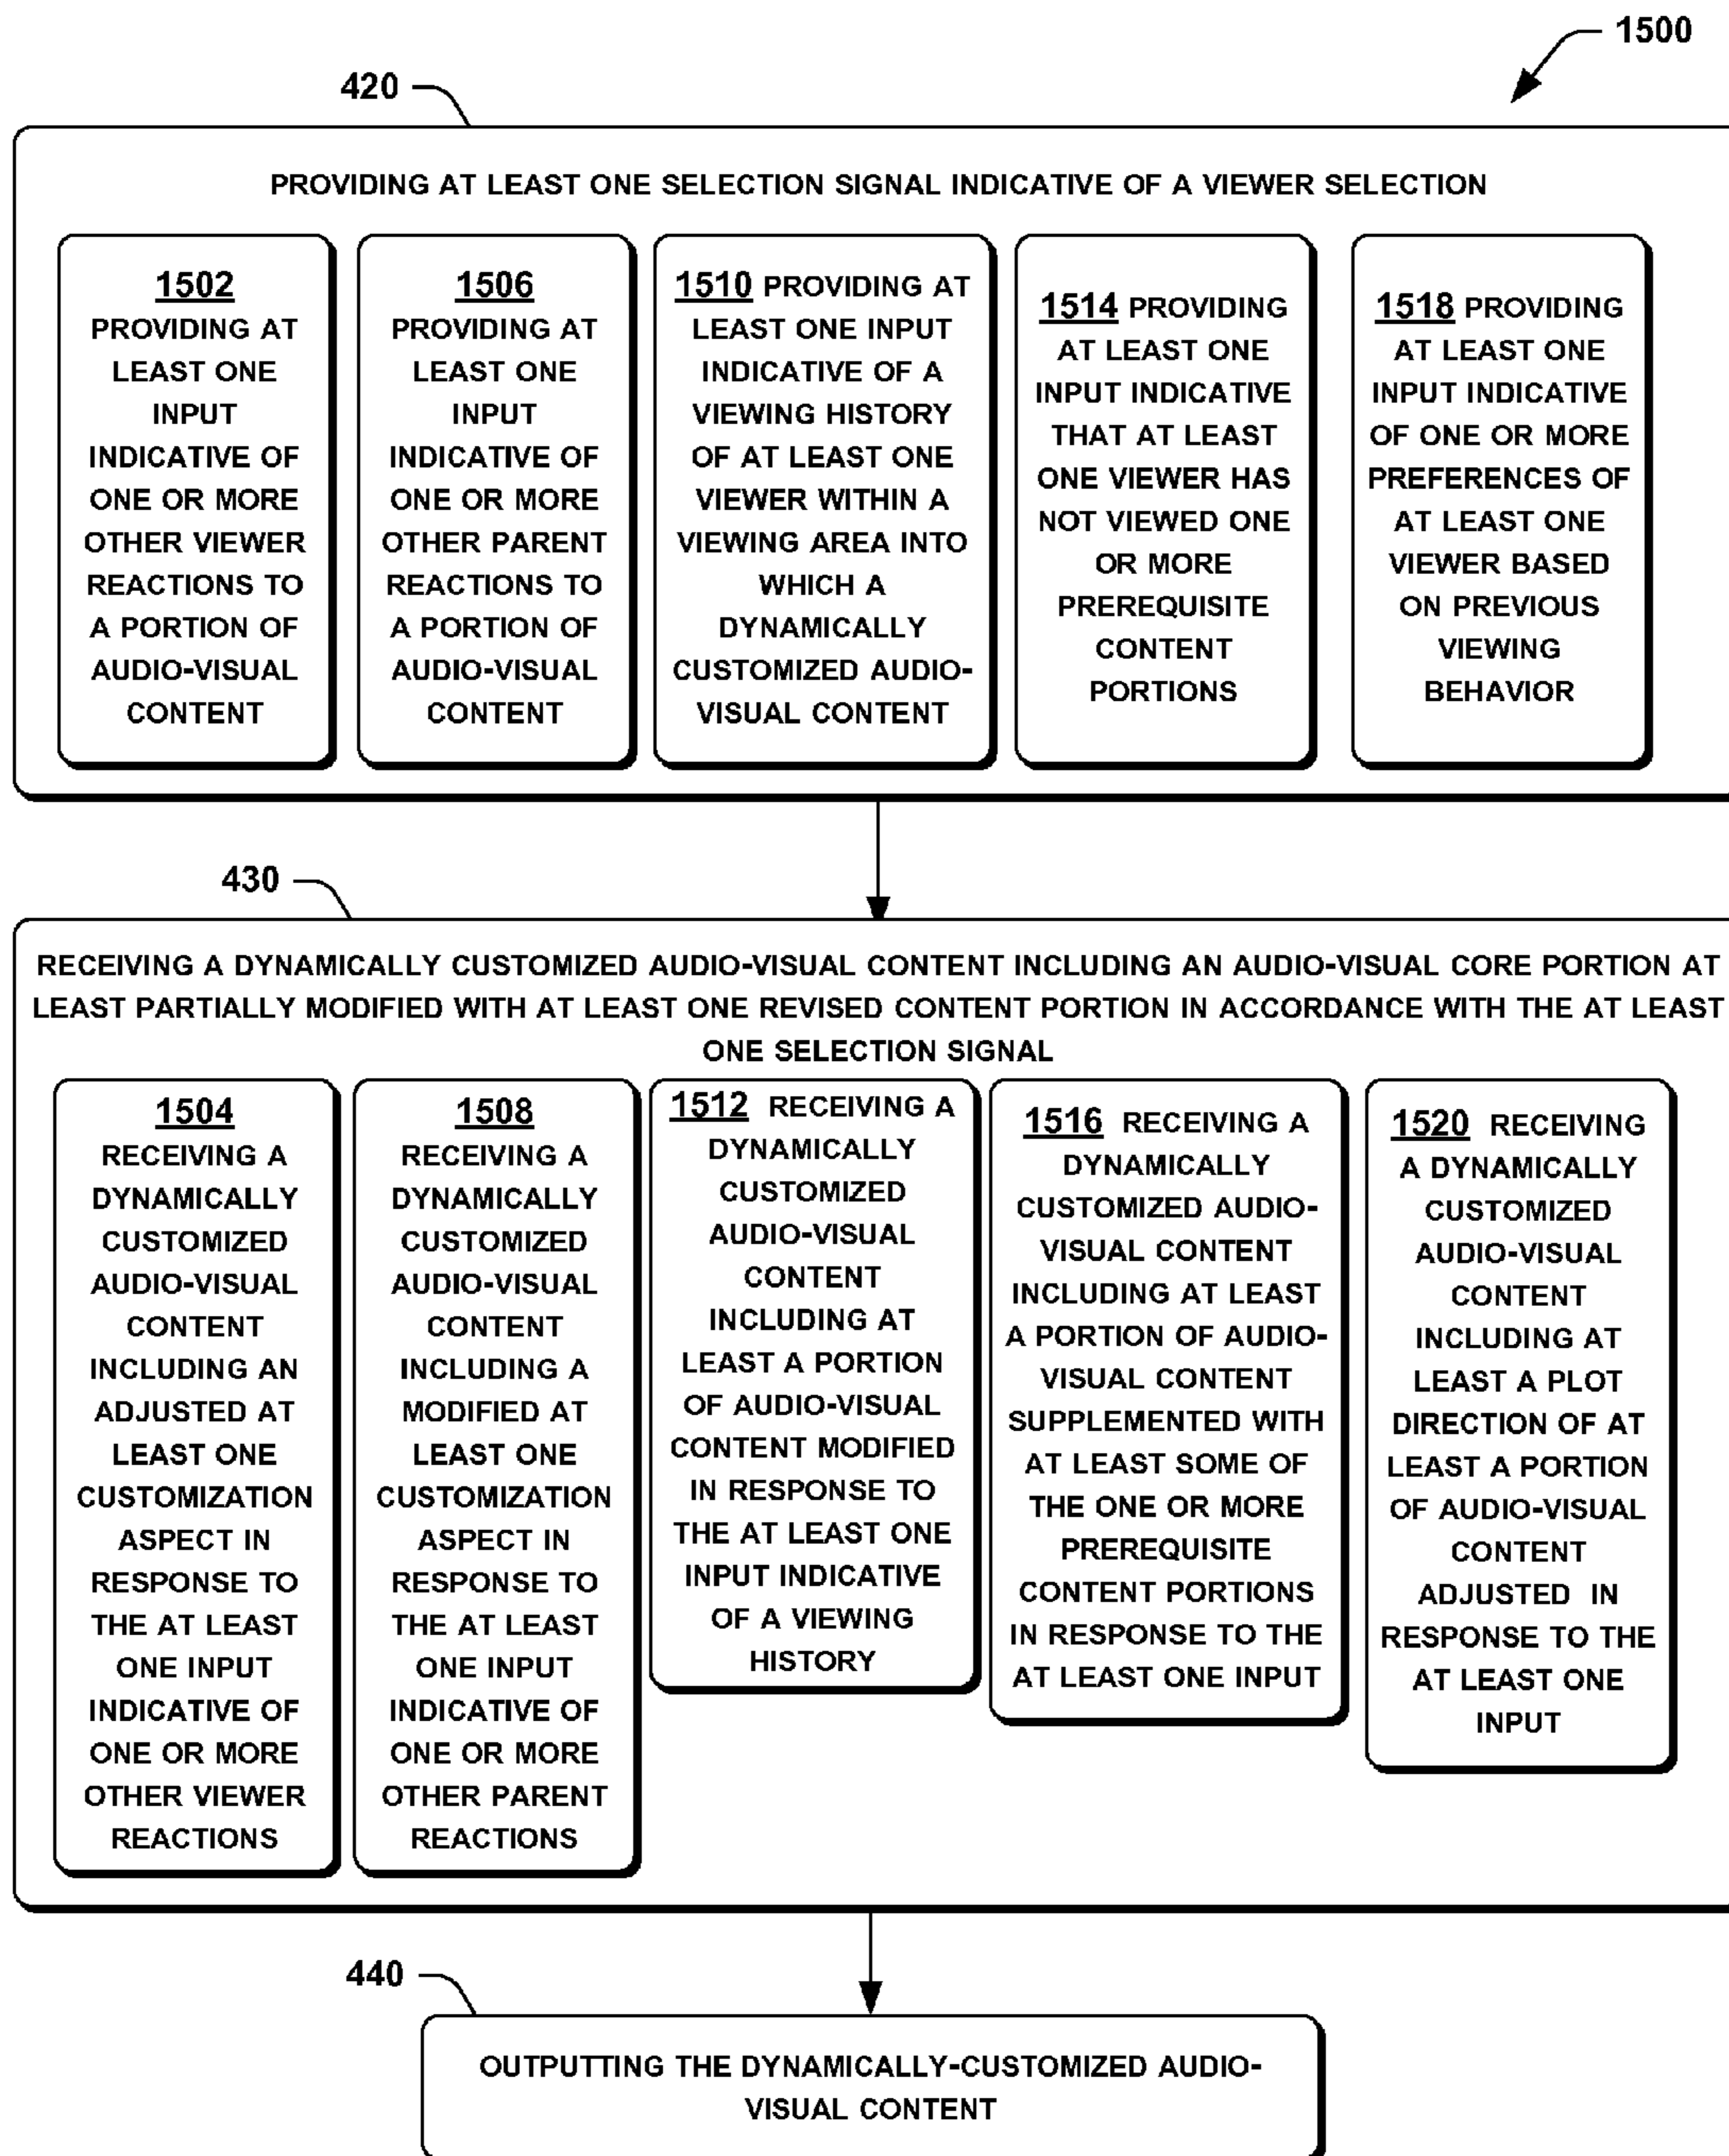 1500
420
PROVIDING AT LEAST ONE SELECTION SIGNAL INDICATIVE OF A VIEWER SELECTION
1502
PROVIDING AT
LEAST ONE
INPUT
INDICATIVE OF
ONE OR MORE
OTHER VIEWER
REACTIONS TO
A PORTION OF
AUDIO-VISUAL
CONTENT
1506
PROVIDING AT
LEAST ONE
INPUT
INDICATIVE OF
ONE OR MORE
OTHER PARENT
REACTIONS TO
A PORTION OF
AUDIO-VISUAL
CONTENT
1510 PROVIDING AT
LEAST ONE INPUT
INDICATIVE OF A
VIEWING HISTORY
OF AT LEAST ONE
VIEWER WITHIN A
VIEWING AREA INTO
WHICH A
DYNAMICALLY
CUSTOMIZED AUDIO-
VISUAL CONTENT
1514 PROVIDING
AT LEAST ONE
INPUT INDICATIVE
THAT AT LEAST
ONE VIEWER HAS
NOT VIEWED ONE
OR MORE
PREREQUISITE
CONTENT
PORTIONS
1518 PROVIDING
AT LEAST ONE
INPUT INDICATIVE
OF ONE OR MORE
PREFERENCES OF
AT LEAST ONE
VIEWER BASED
ON PREVIOUS
VIEWING
BEHAVIOR
430
RECEIVING A DYNAMICALLY CUSTOMIZED AUDIO-VISUAL CONTENT INCLUDING AN AUDIO-VISUAL CORE PORTION AT
LEAST PARTIALLY MODIFIED WITH AT LEAST ONE REVISED CONTENT PORTION IN ACCORDANCE WITH THE AT LEAST
ONE SELECTION SIGNAL
1504
RECEIVING A
DYNAMICALLY
CUSTOMIZED
AUDIO-VISUAL
CONTENT
INCLUDING AN
ADJUSTED AT
LEAST ONE
CUSTOMIZATION
ASPECT IN
RESPONSE TO
THE AT LEAST
ONE INPUT
INDICATIVE OF
ONE OR MORE
OTHER VIEWER
REACTIONS
1508
RECEIVING A
DYNAMICALLY
CUSTOMIZED
AUDIO-VISUAL
CONTENT
INCLUDING A
MODIFIED AT
LEAST ONE
CUSTOMIZATION
ASPECT IN
RESPONSE TO
THE AT LEAST
ONE INPUT
INDICATIVE OF
ONE OR MORE
OTHER PARENT
REACTIONS
1512 RECEIVING A
DYNAMICALLY
CUSTOMIZED
AUDIO-VISUAL
CONTENT
INCLUDING AT
LEAST A PORTION
OF AUDIO-VISUAL
CONTENT MODIFIED
IN RESPONSE TO
THE AT LEAST ONE
INPUT INDICATIVE
OF A VIEWING
HISTORY
1516 RECEIVING A
DYNAMICALLY
CUSTOMIZED AUDIO-
VISUAL CONTENT
INCLUDING AT LEAST
A PORTION OF AUDIO-
VISUAL CONTENT
SUPPLEMENTED WITH
AT LEAST SOME OF
THE ONE OR MORE
PREREQUISITE
CONTENT PORTIONS
IN RESPONSE TO THE
AT LEAST ONE INPUT
1520 RECEIVING
A DYNAMICALLY
CUSTOMIZED
AUDIO-VISUAL
CONTENT
INCLUDING AT
LEAST A PLOT
DIRECTION OF AT
LEAST A PORTION
OF AUDIO-VISUAL
CONTENT
ADJUSTED IN
RESPONSE TO THE
AT LEAST ONE
INPUT
440
OUTPUTTING THE DYNAMICALLY-CUSTOMIZED AUDIO-
VISUAL CONTENT